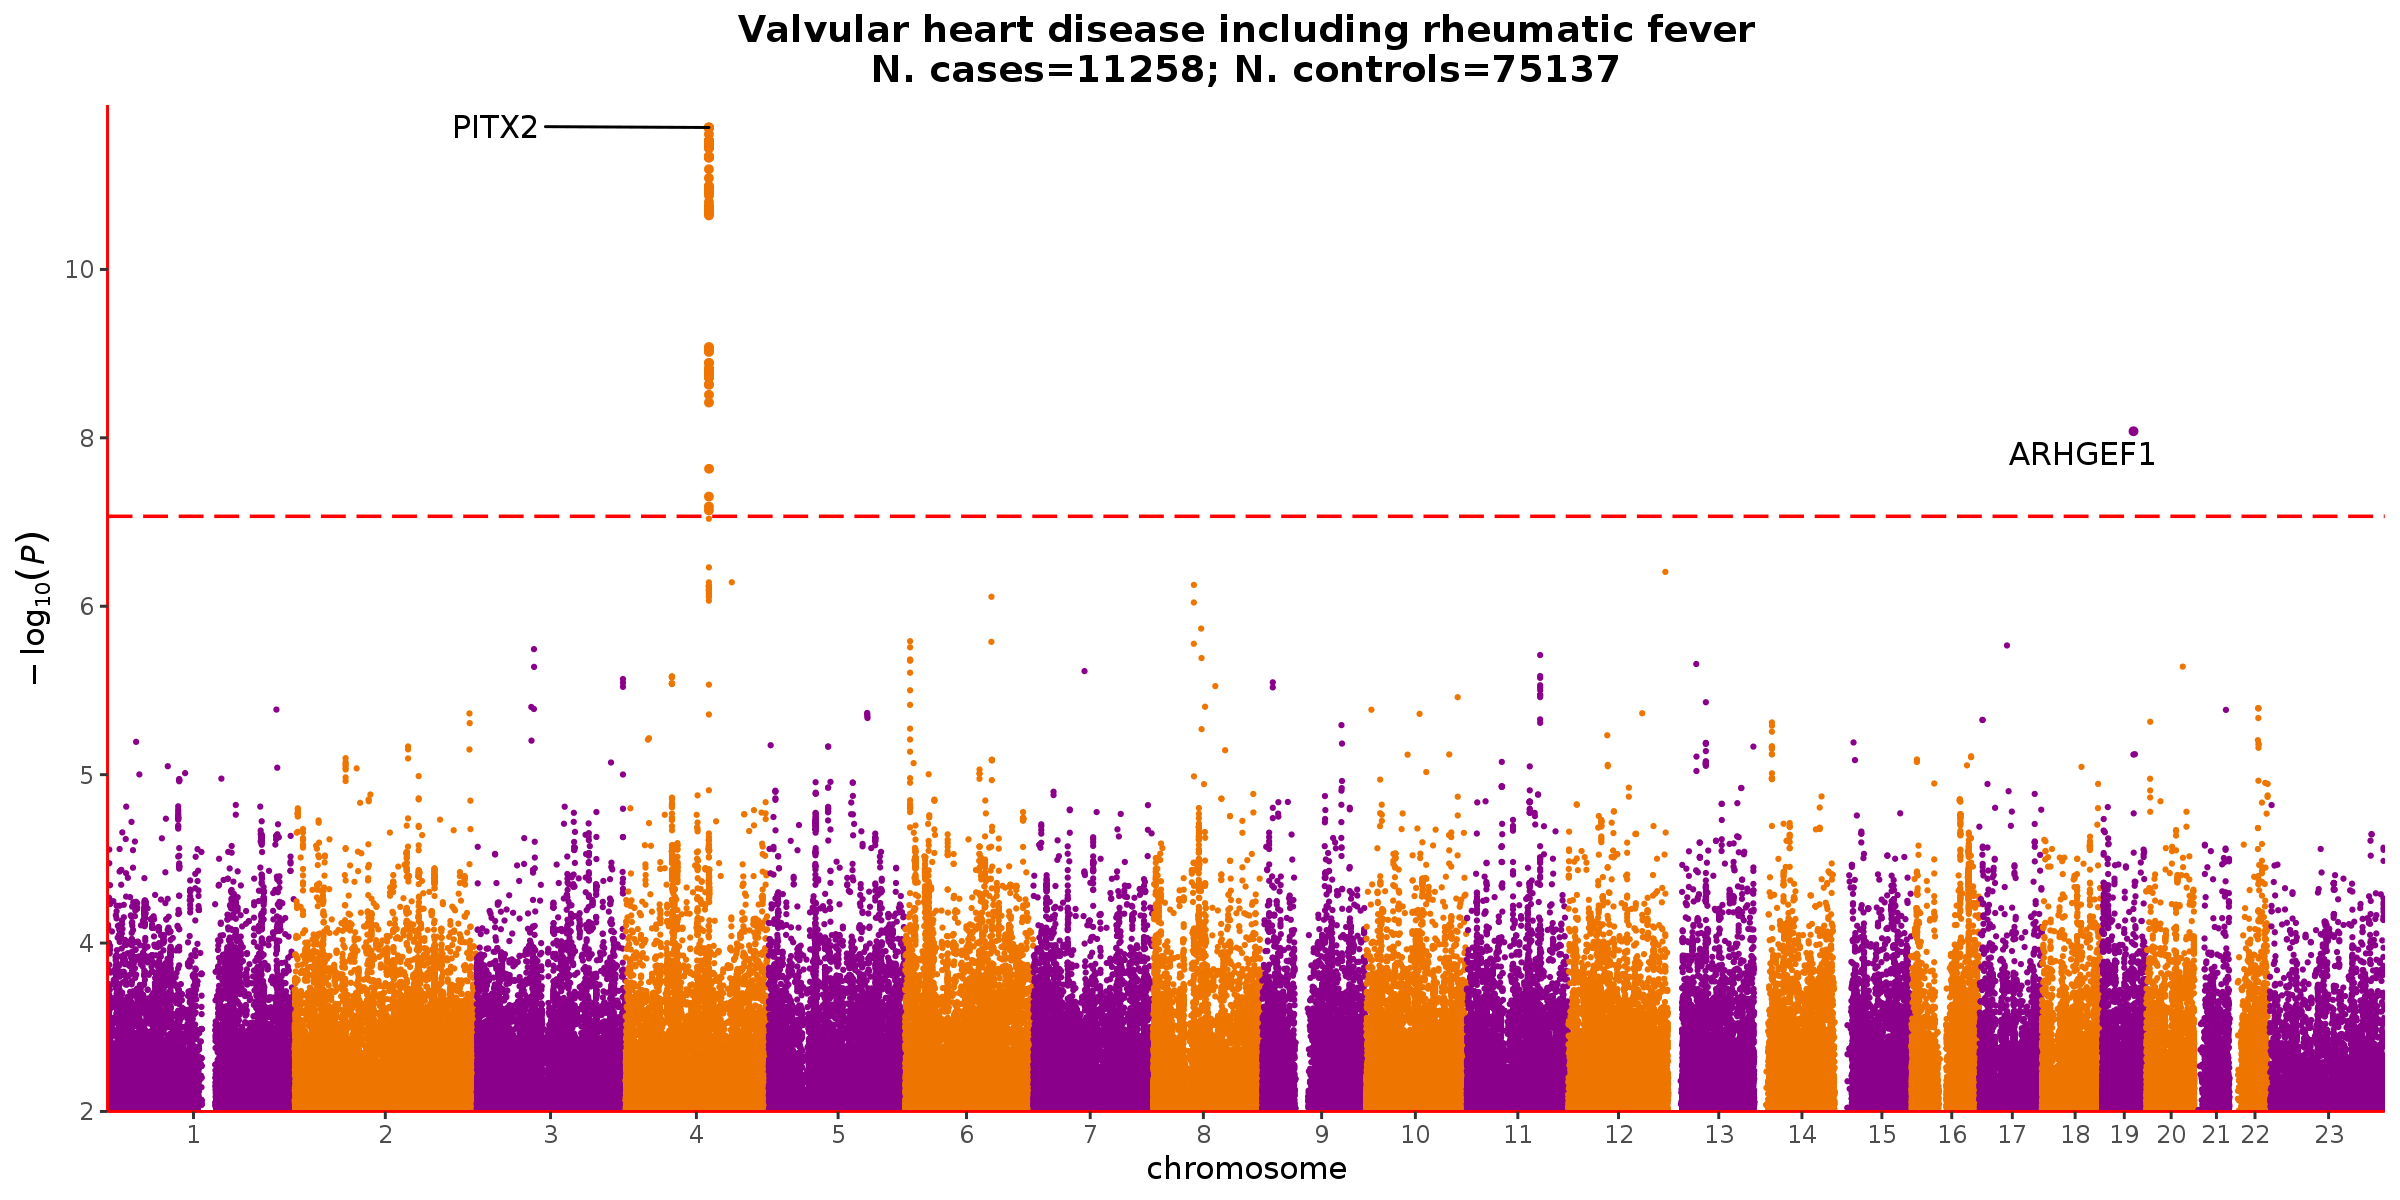 Valvular heart disease including rheumatic fever
N. cases=11258; N. controls=75137
PITX2
ARHGEF1
10
8
6
5
4
2
−log10(P)
1 2 3 4 5 6 7 8 9 10 11 12 13 14 15 16 17 18 19 20 21 22 23
chromosome